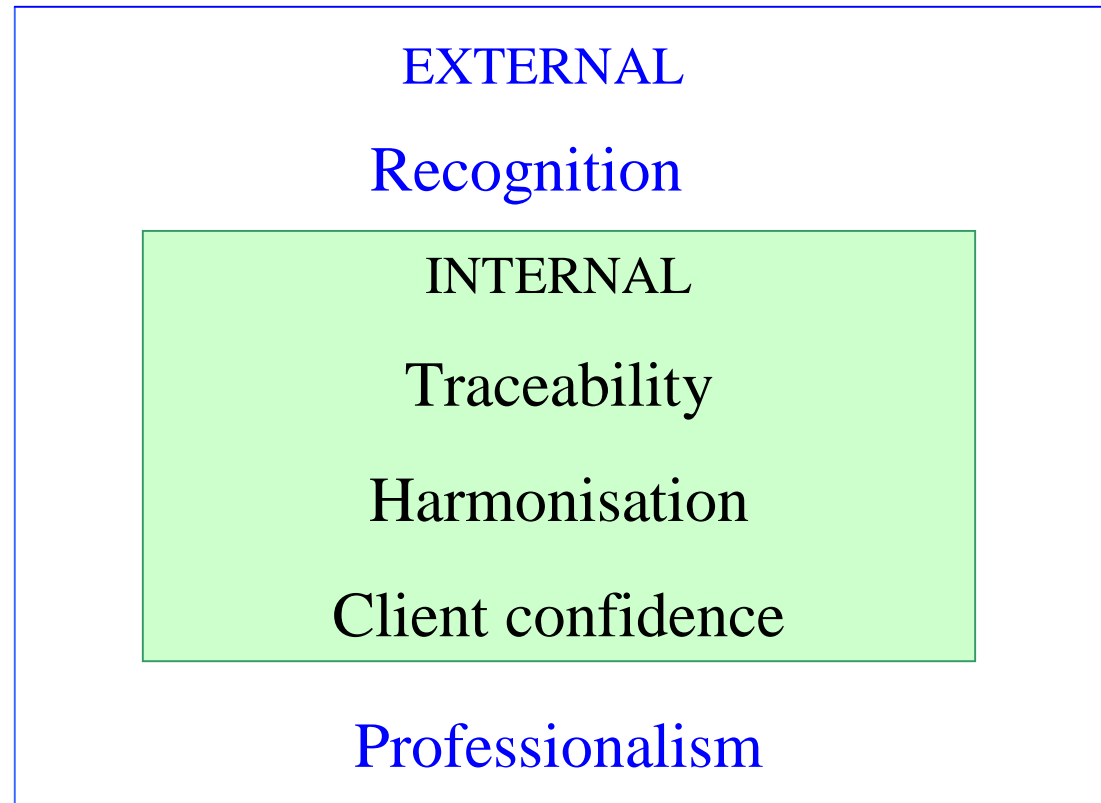 EXTERNAL
Recognition
INTERNAL
Traceability
Harmonisation
Client confidence
Professionalism